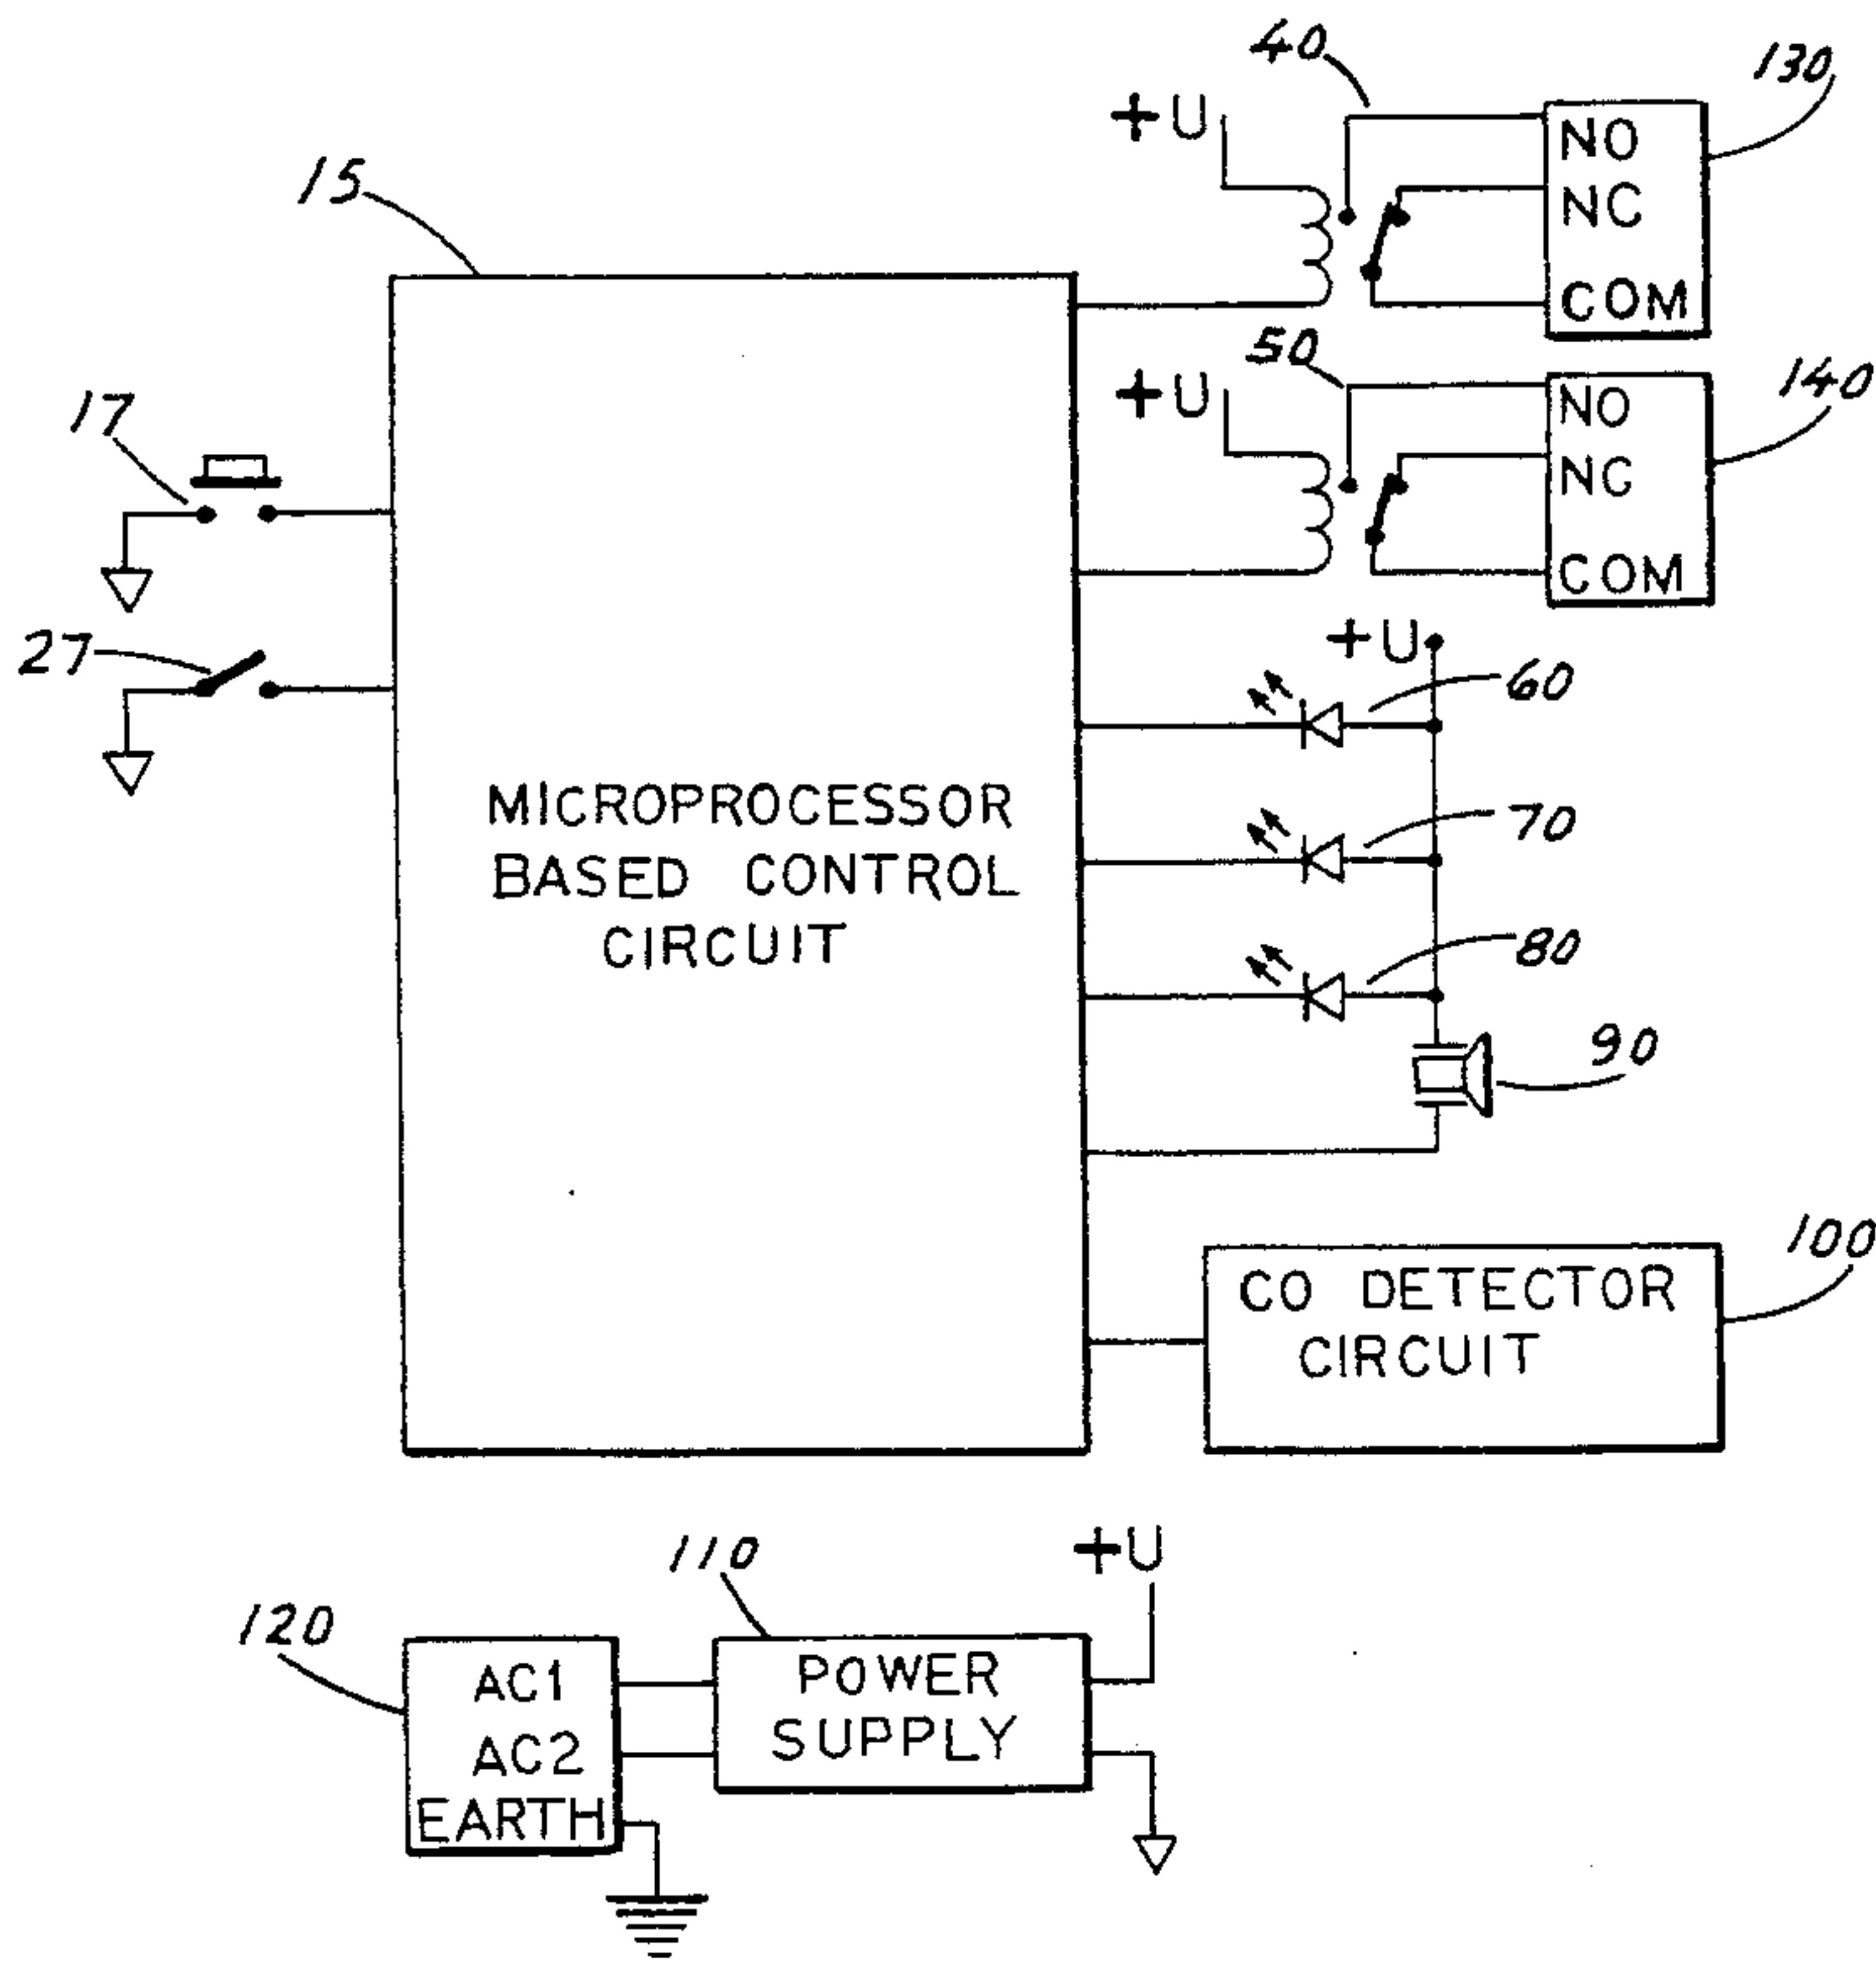 40
130
+U
NO
NC
COM
15
50
140
+U
NO
NC
COM
17
27
+U
60
70
80
90
MICROPROCESSOR
BASED CONTROL
CIRCUIT
100
CO DETECTOR
CIRCUIT
110
+U
120
AC1
AC2
EARTH
POWER
SUPPLY